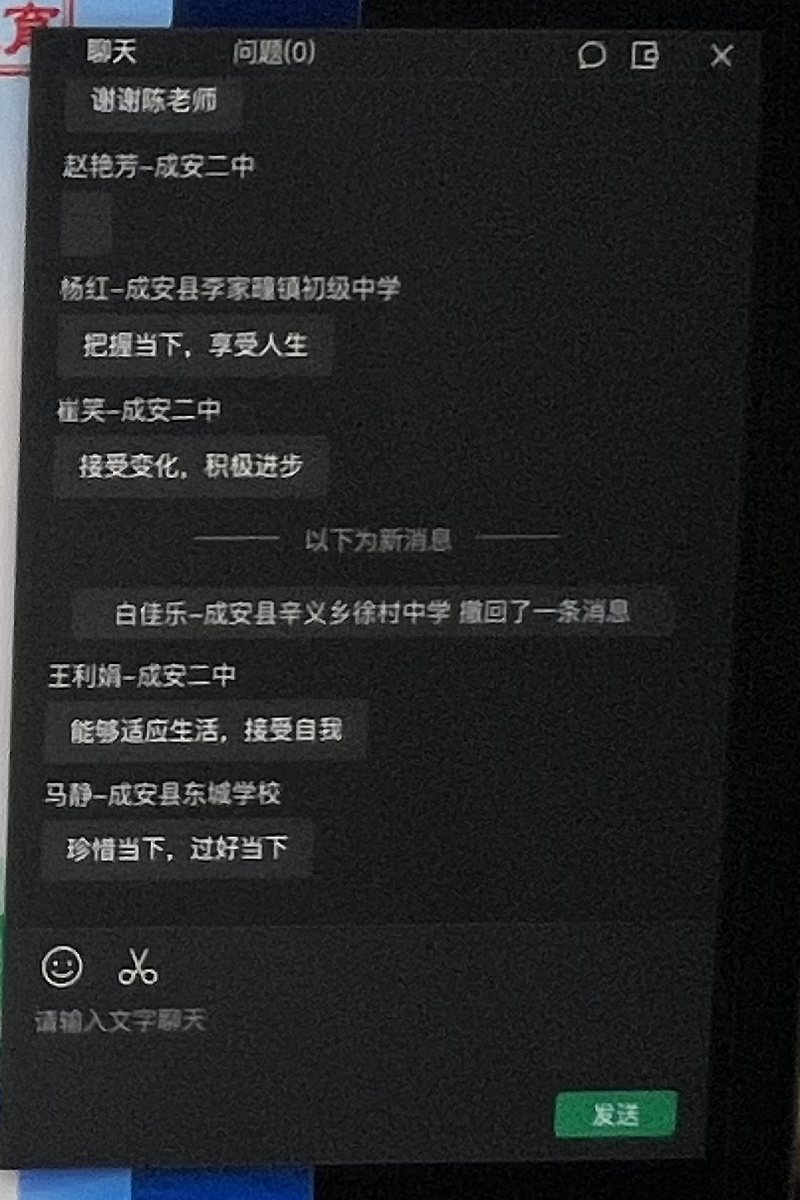 育
聊天 问题(0)
谢谢陈老师
赵艳芳-成安二中
杨红-成安县李家疃镇初级中学
把握当下，享受人生
崔笑-成安二中
接受变化，积极进步
以下为新消息
白佳乐-成安县辛义乡徐村中学 撤回了一条消息
王利娟-成安二中
能够适应生活，接受自我
马静-成安县东城学校
珍惜当下，过好当下
请输入文字聊天
发送